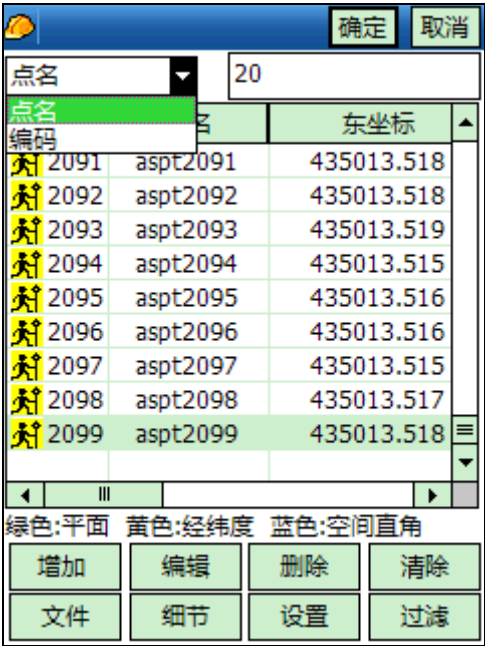 确定 取消
点名 20
点名
编码
名 东坐标
2091 aspt2091 435013.518
2092 aspt2092 435013.518
2093 aspt2093 435013.519
2094 aspt2094 435013.515
2095 aspt2095 435013.516
2096 aspt2096 435013.516
2097 aspt2097 435013.515
2098 aspt2098 435013.517
2099 aspt2099 435013.518
绿色:平面 黄色:经纬度 蓝色:空间直角
增加 编辑 删除 清除
文件 细节 设置 过滤